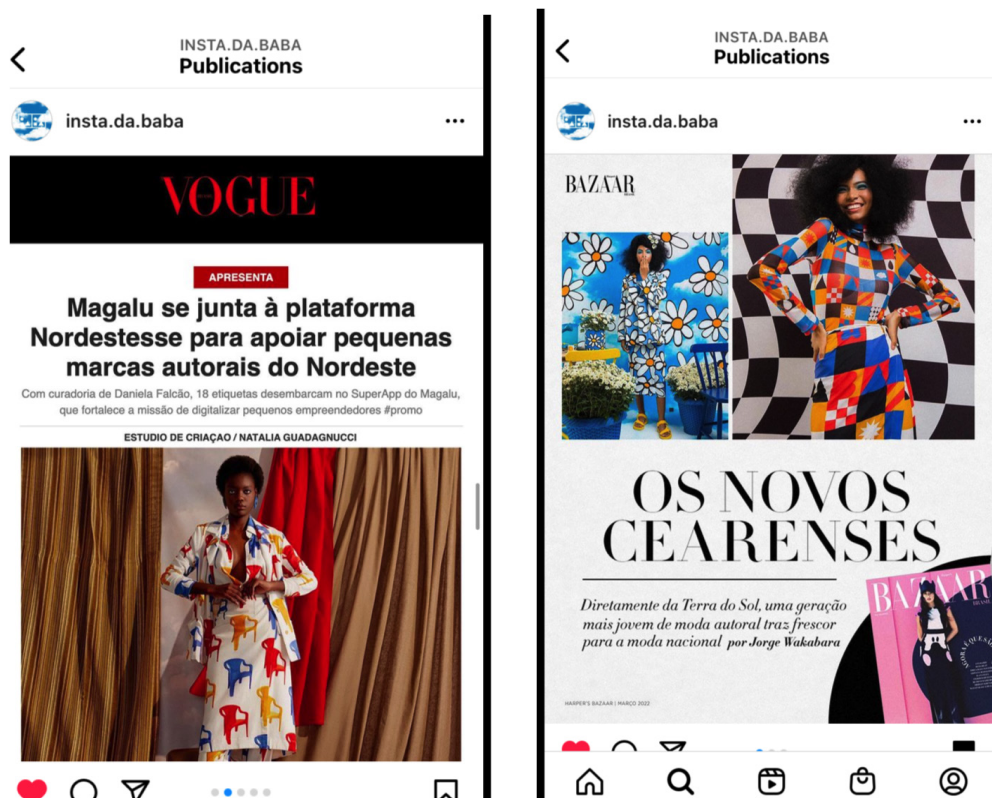 INSTA.DA.BABA
Publications
insta.da.baba
VOGUE
APRESENTA
Magalu se junta à plataforma
Nordestesse para apoiar pequenas
marcas autorais do Nordeste
Com curadoria de Daniela Falcão, 18 etiquetas desembarcam no SuperApp do Magalu,
que fortalece a missão de digitalizar pequenos empreendedores #promo
ESTUDIO DE CRIAÇAO / NATALIA GUADAGNUCCI
INSTA.DA.BABA
Publications
insta.da.baba
BAZAAR
OS NOVOS
CEARENSES
Diretamente da Terra do Sol, uma geração
mais jovem de moda autoral traz frescor
para a moda nacional por Jorge Wakabara
BAZAAR
HARPER'S BAZAAR | MARÇO 2022